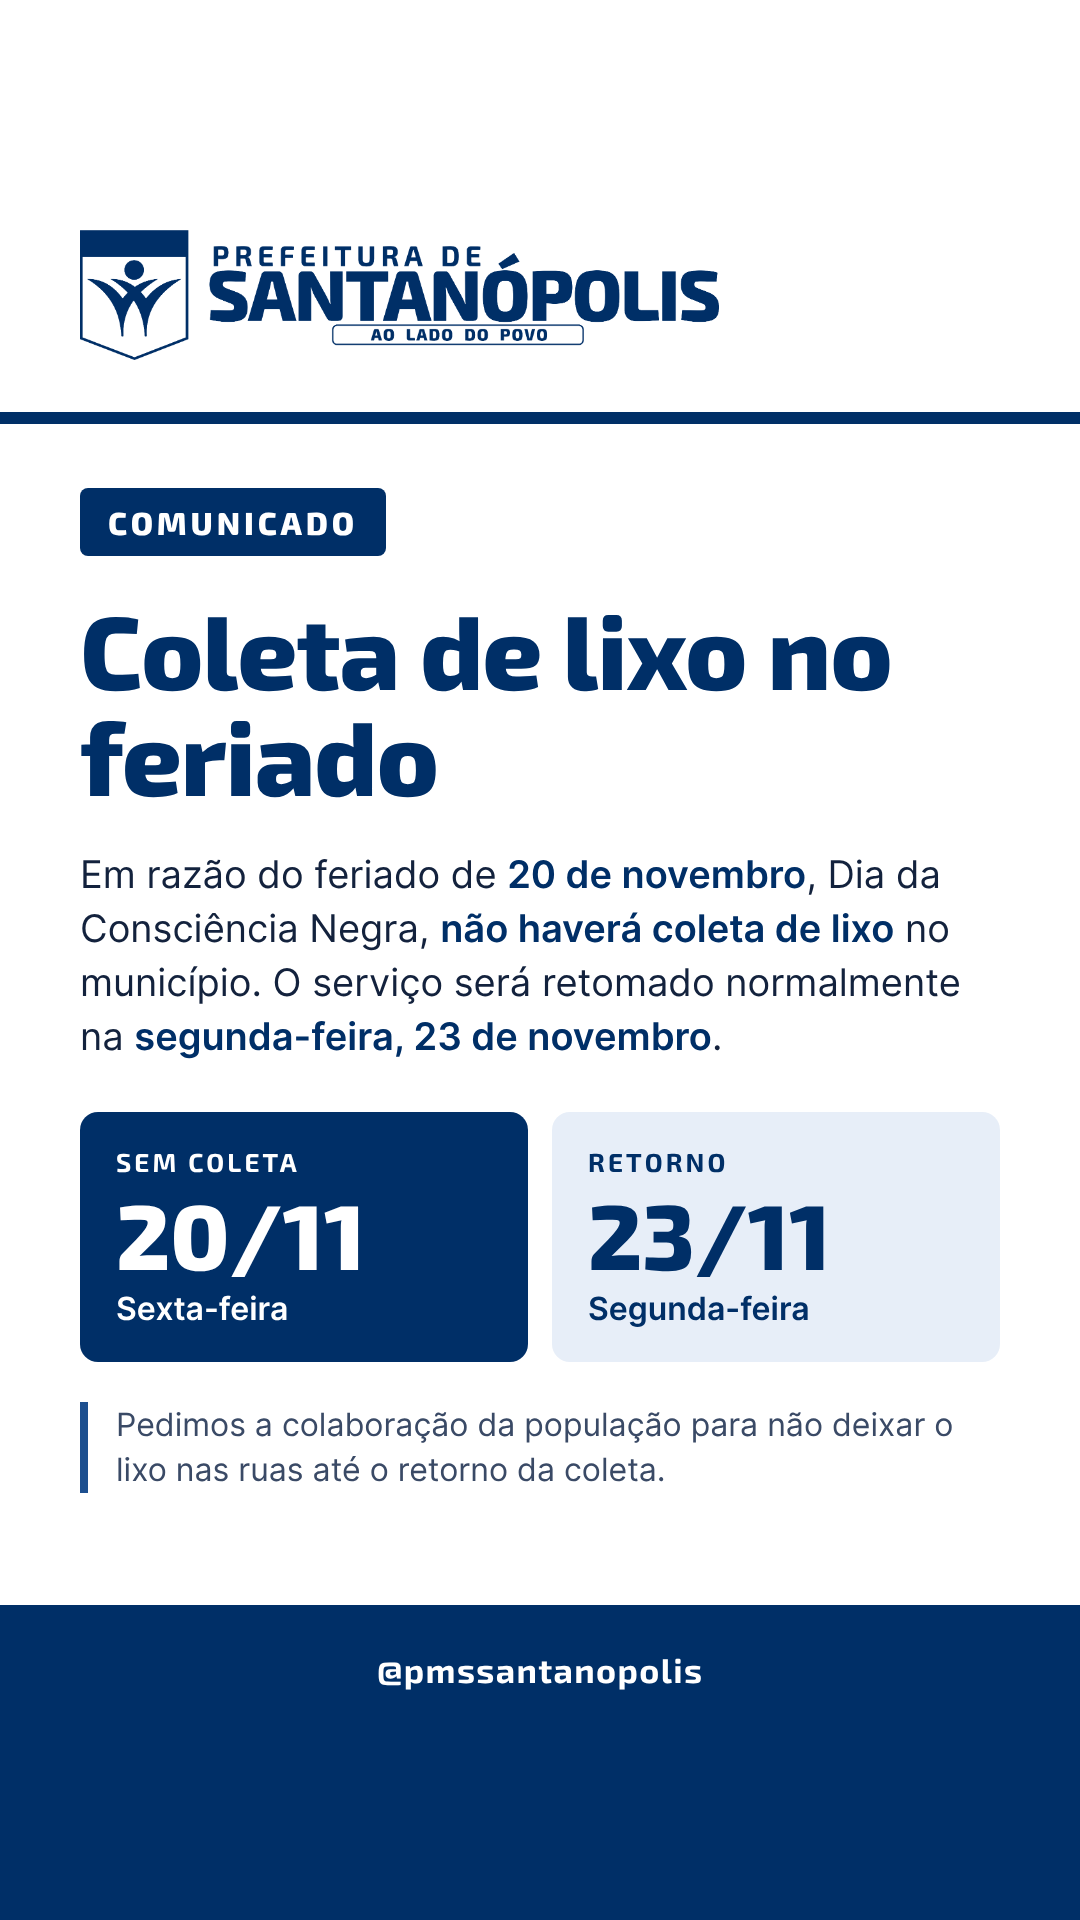 PREFEITURA DE
SANTANÓPOLIS
AO LADO DO POVO
COMUNICADO
Coleta de lixo no
feriado
Em razão do feriado de 20 de novembro, Dia da
Consciência Negra, não haverá coleta de lixo no
município. O serviço será retomado normalmente
na segunda-feira, 23 de novembro.
SEM COLETA
20/11
Sexta-feira
RETORNO
23/11
Segunda-feira
Pedimos a colaboração da população para não deixar o
lixo nas ruas até o retorno da coleta.
@pmssantanopolis